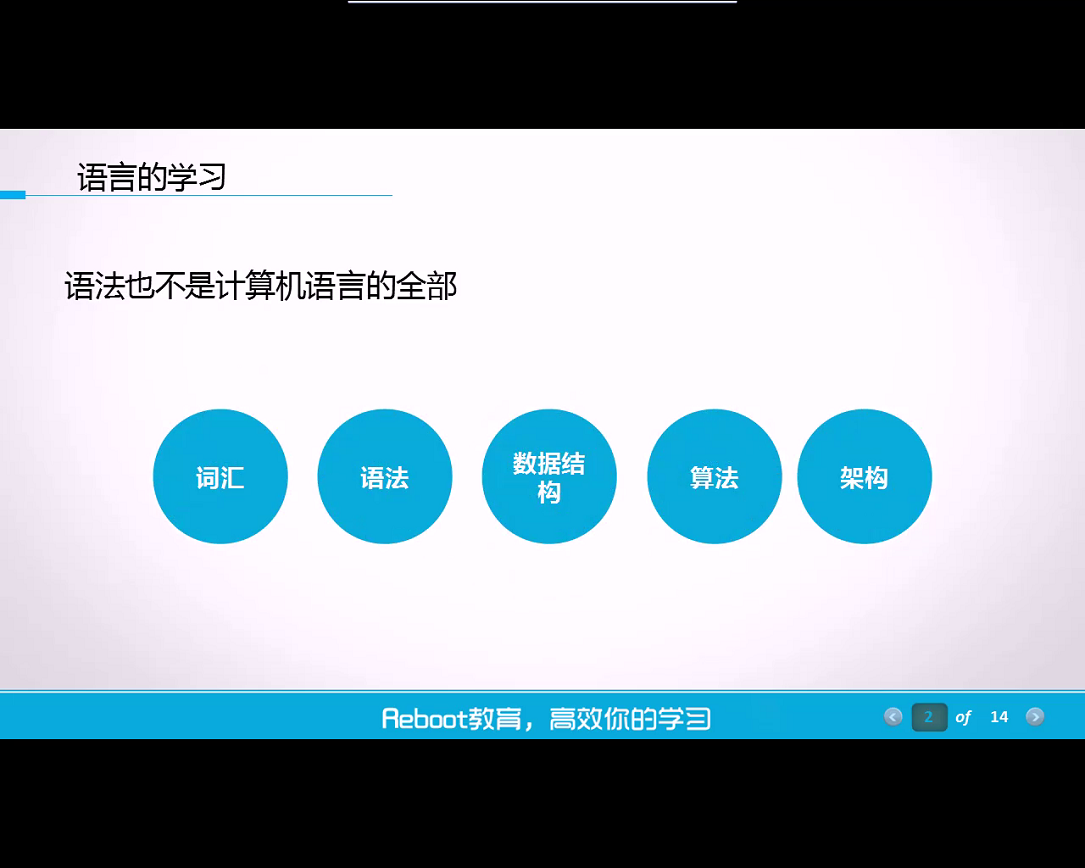 语言的学习
语法也不是计算机语言的全部
词汇
语法
数据结
构
算法
架构
Reboot教育，高效你的学习
2 of 14